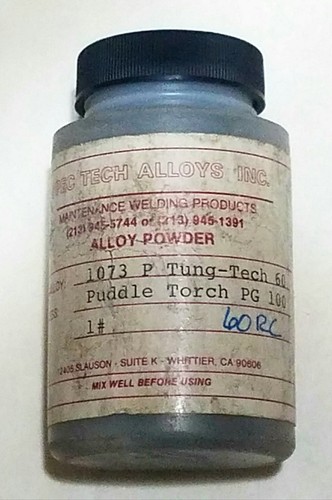 TECH ALLOYS INC.
MAINTENANCE WELDING PRODUCTS
(213) 945-5744 or (213) 945-1391
ALLOY POWDER
1073 P Tung-Tech 60
Puddle Torch PG 100
1# 60RC
SLAUSON - SUITE K - WHITTIER, CA 90606
MIX WELL BEFORE USING